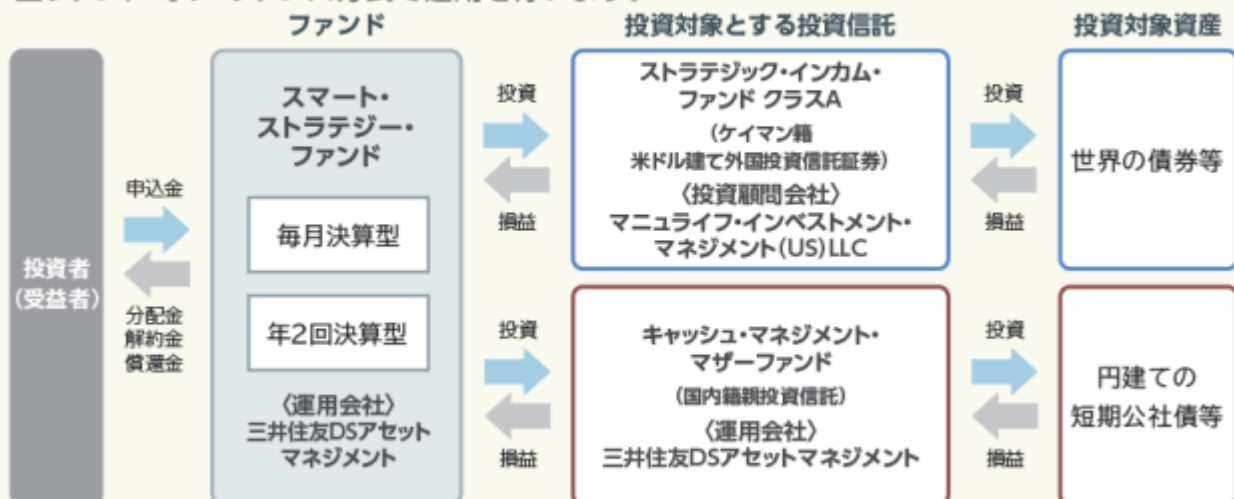 ファンド
投資対象とする投資信託
投資対象資産
投資者
(受益者)
申込金
分配金
解約金
償還金
スマート・
ストラテジー・
ファンド
毎月決算型
年2回決算型
〈運用会社〉
三井住友DSアセット
マネジメント
投資
損益
投資
損益
ストラテジック・インカム・
ファンド クラスA
(ケイマン籍
米ドル建て外国投資信託証券)
〈投資顧問会社〉
マニュライフ・インベストメント・
マネジメント(US)LLC
キャッシュ・マネジメント・
マザーファンド
(国内籍親投資信託)
〈運用会社〉
三井住友DSアセットマネジメント
投資
損益
投資
損益
世界の債券等
円建ての
短期公社債等